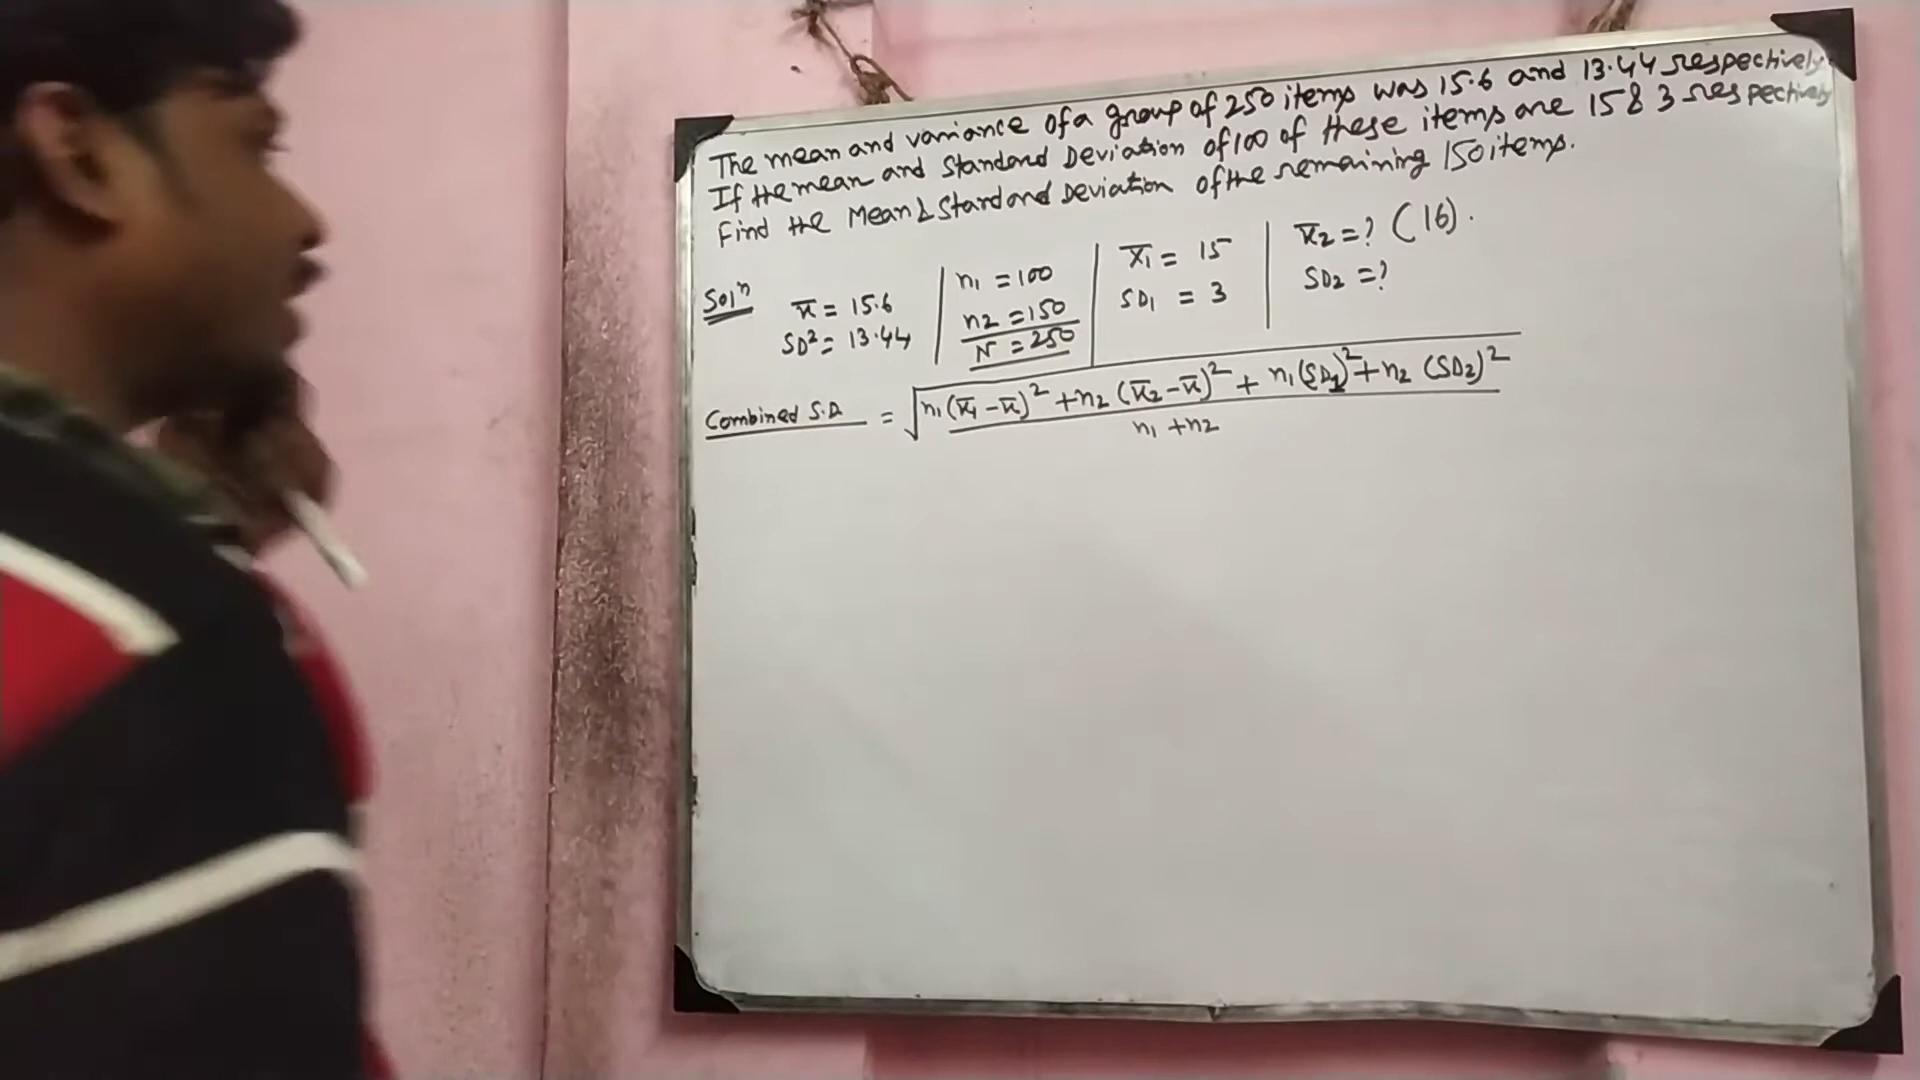 The mean and variance of a group of 250 items was 15.6 and 13.44 respectively
If the mean and Standard Deviation of 100 of these items are 15 & 3 respectively
Find the Mean & Standard Deviation of the remaining 150 items.
Solⁿ
x̅ = 15.6
SD² = 13.44
n₁ = 100
n₂ = 150
N = 250
x̅₁ = 15
SD₁ = 3
x̅₂ = ? (16).
SD₂ = ?
Combined S.D. = √ n₁(x̅₁ - x̅)² + n₂(x̅₂ - x̅)² + n₁(SD₁)² + n₂(SD₂)²
n₁ + n₂